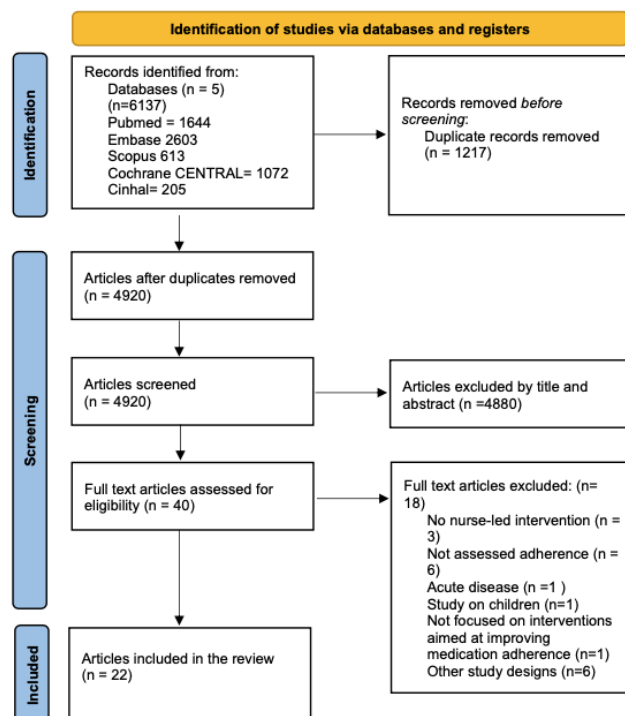 Identification of studies via databases and registers
Identification
Records identified from:
Databases (n = 5)
(n=6137)
Pubmed = 1644
Embase 2603
Scopus 613
Cochrane CENTRAL= 1072
Cinhal= 205
Records removed before
screening:
Duplicate records removed
(n = 1217)
Screening
Articles after duplicates removed
(n = 4920)
Articles screened
(n = 4920)
Articles excluded by title and
abstract (n =4880)
Full text articles assessed for
eligibility (n = 40)
Full text articles excluded: (n=
18)
No nurse-led intervention (n =
3)
Not assessed adherence (n =
6)
Acute disease (n =1 )
Study on children (n=1)
Not focused on interventions
aimed at improving
medication adherence (n=1)
Other study designs (n=6)
Included
Articles included in the review
(n = 22)